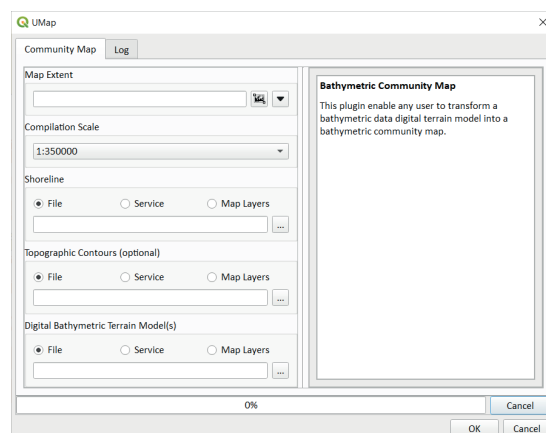 UMap
Community Map
Log
Map Extent
Compilation Scale
1:350000
Shoreline
File
Service
Map Layers
...
Topographic Contours (optional)
File
Service
Map Layers
...
Digital Bathymetric Terrain Model(s)
File
Service
Map Layers
...
Bathymetric Community Map
This plugin enable any user to transform a
bathymetric data digital terrain model into a
bathymetric community map.
0%
Cancel
OK
Cancel